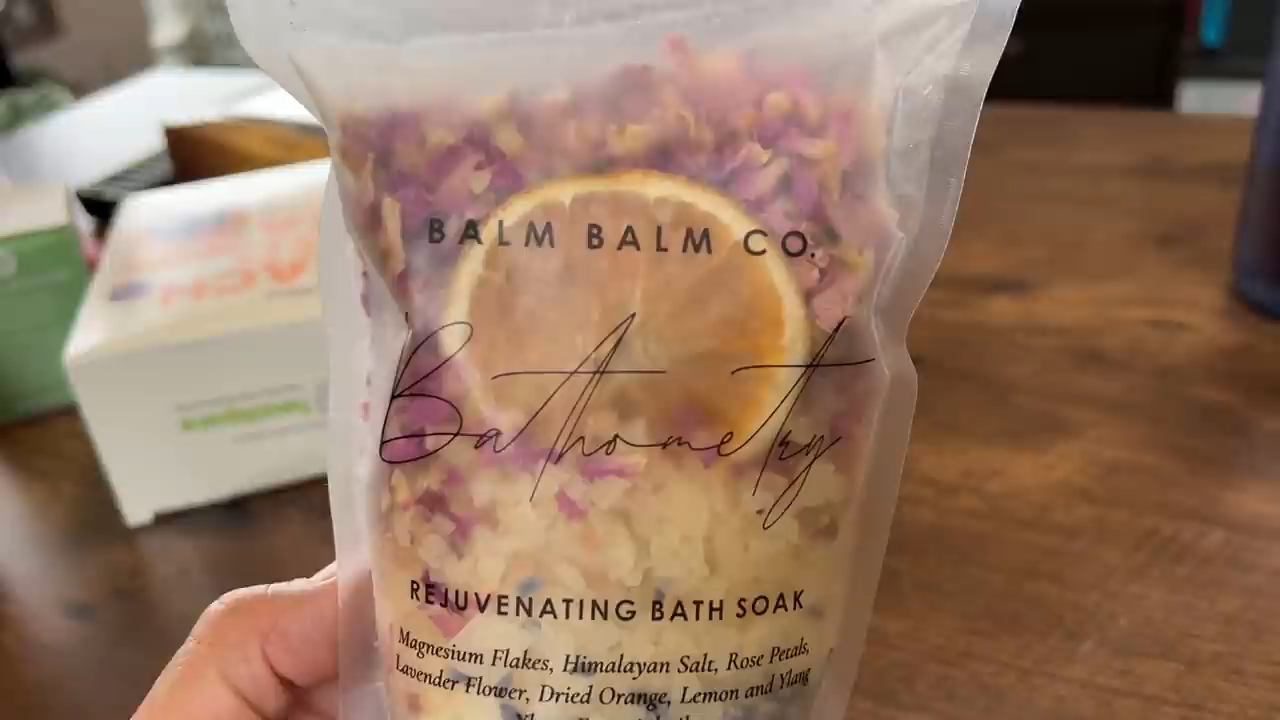 BALM BALM CO.
Bathometry
REJUVENATING BATH SOAK
Magnesium Flakes, Himalayan Salt, Rose Petals,
Lavender Flower, Dried Orange, Lemon and Ylang